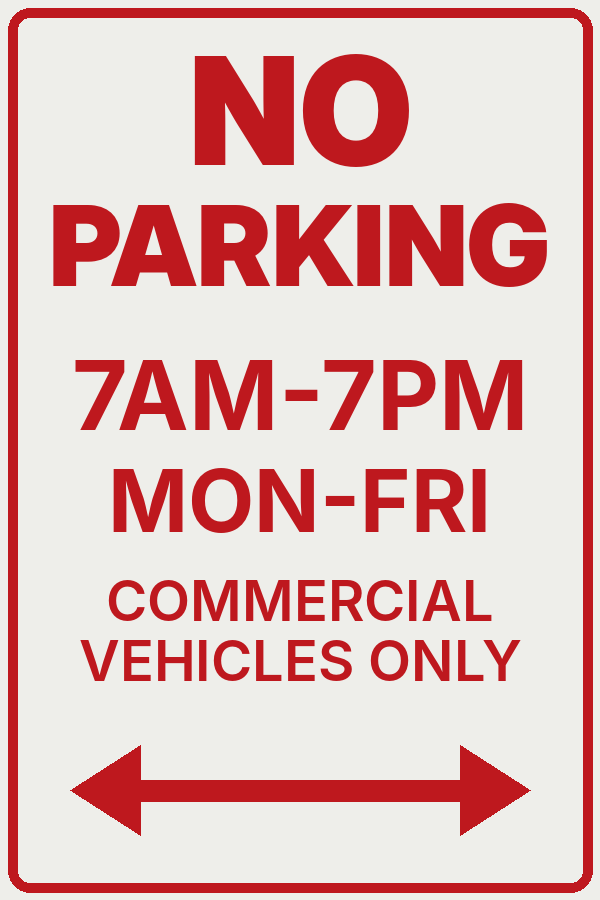 NO
PARKING
7AM-7PM
MON-FRI
COMMERCIAL
VEHICLES ONLY